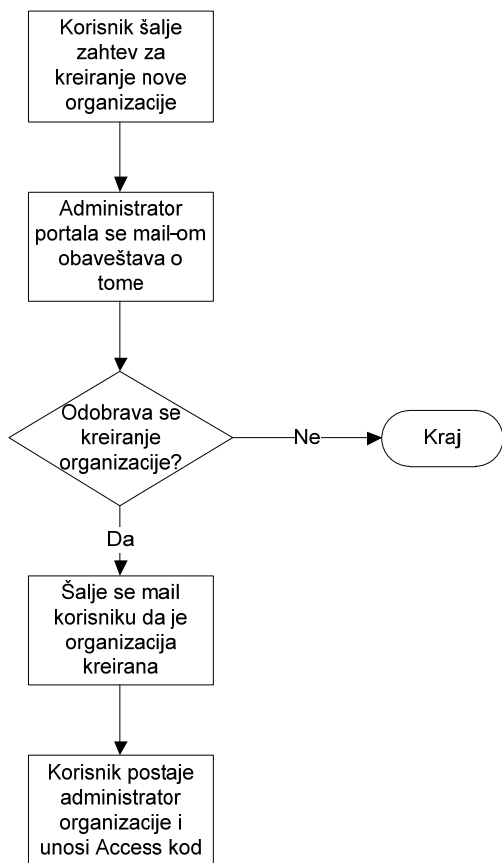 Korisnik šalje
zahtev za
kreiranje nove
organizacije
Administrator
portala se mail-om
obaveštava o
tome
Odobrava se
kreiranje
organizacije?
Ne
Kraj
Da
Šalje se mail
korisniku da je
organizacija
kreirana
Korisnik postaje
administrator
organizacije i
unosi Access kod